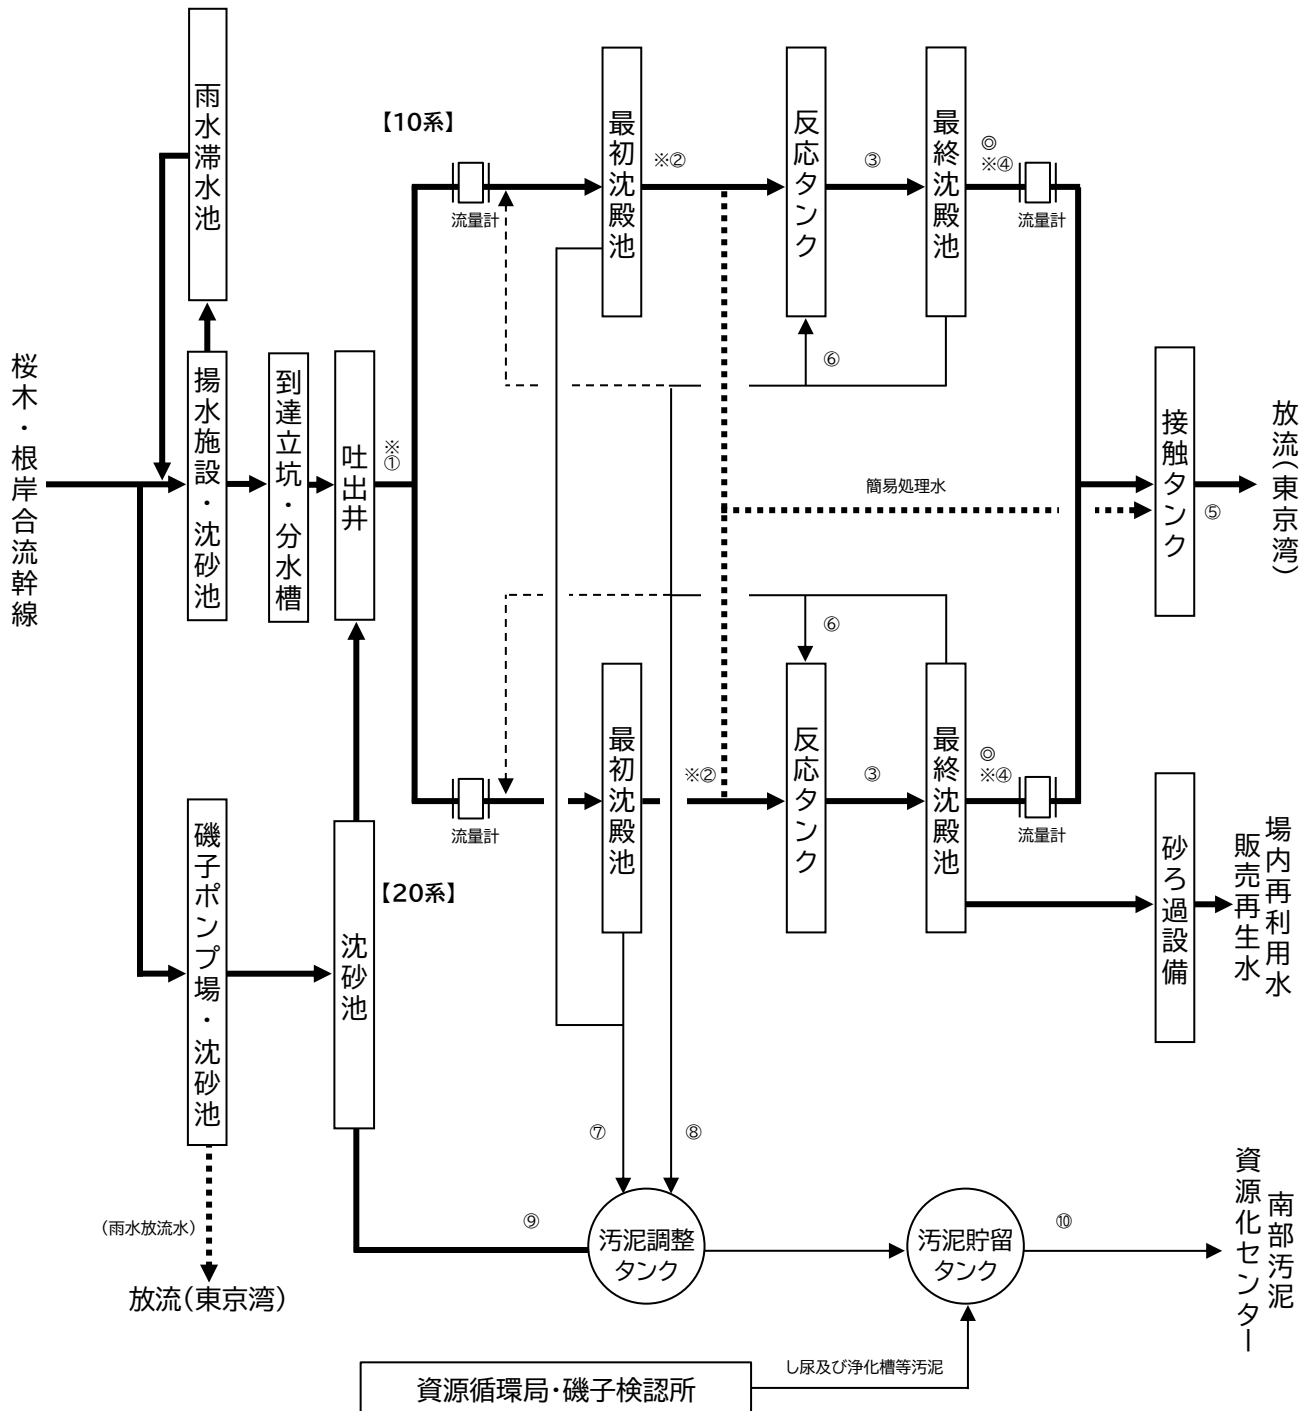 雨水滞水池
【10系】
最初沈殿池
※②
反応タンク
③
最終沈殿池
◎
※④
流量計
流量計
桜木・根岸合流幹線
揚水施設・沈砂池
到達立坑・分水槽
吐出井
※
①
⑥
簡易処理水
接触タンク
⑤
放流(東京湾)
⑥
最初沈殿池
※②
反応タンク
③
最終沈殿池
◎
※④
流量計
流量計
【20系】
磯子ポンプ場・沈砂池
沈砂池
砂ろ過設備
場内再利用水
販売再生水
⑦
⑧
(雨水放流水)
放流(東京湾)
⑨
汚泥調整
タンク
汚泥貯留
タンク
⑩
南部汚泥
資源化センター
し尿及び浄化槽等汚泥
資源循環局・磯子検認所